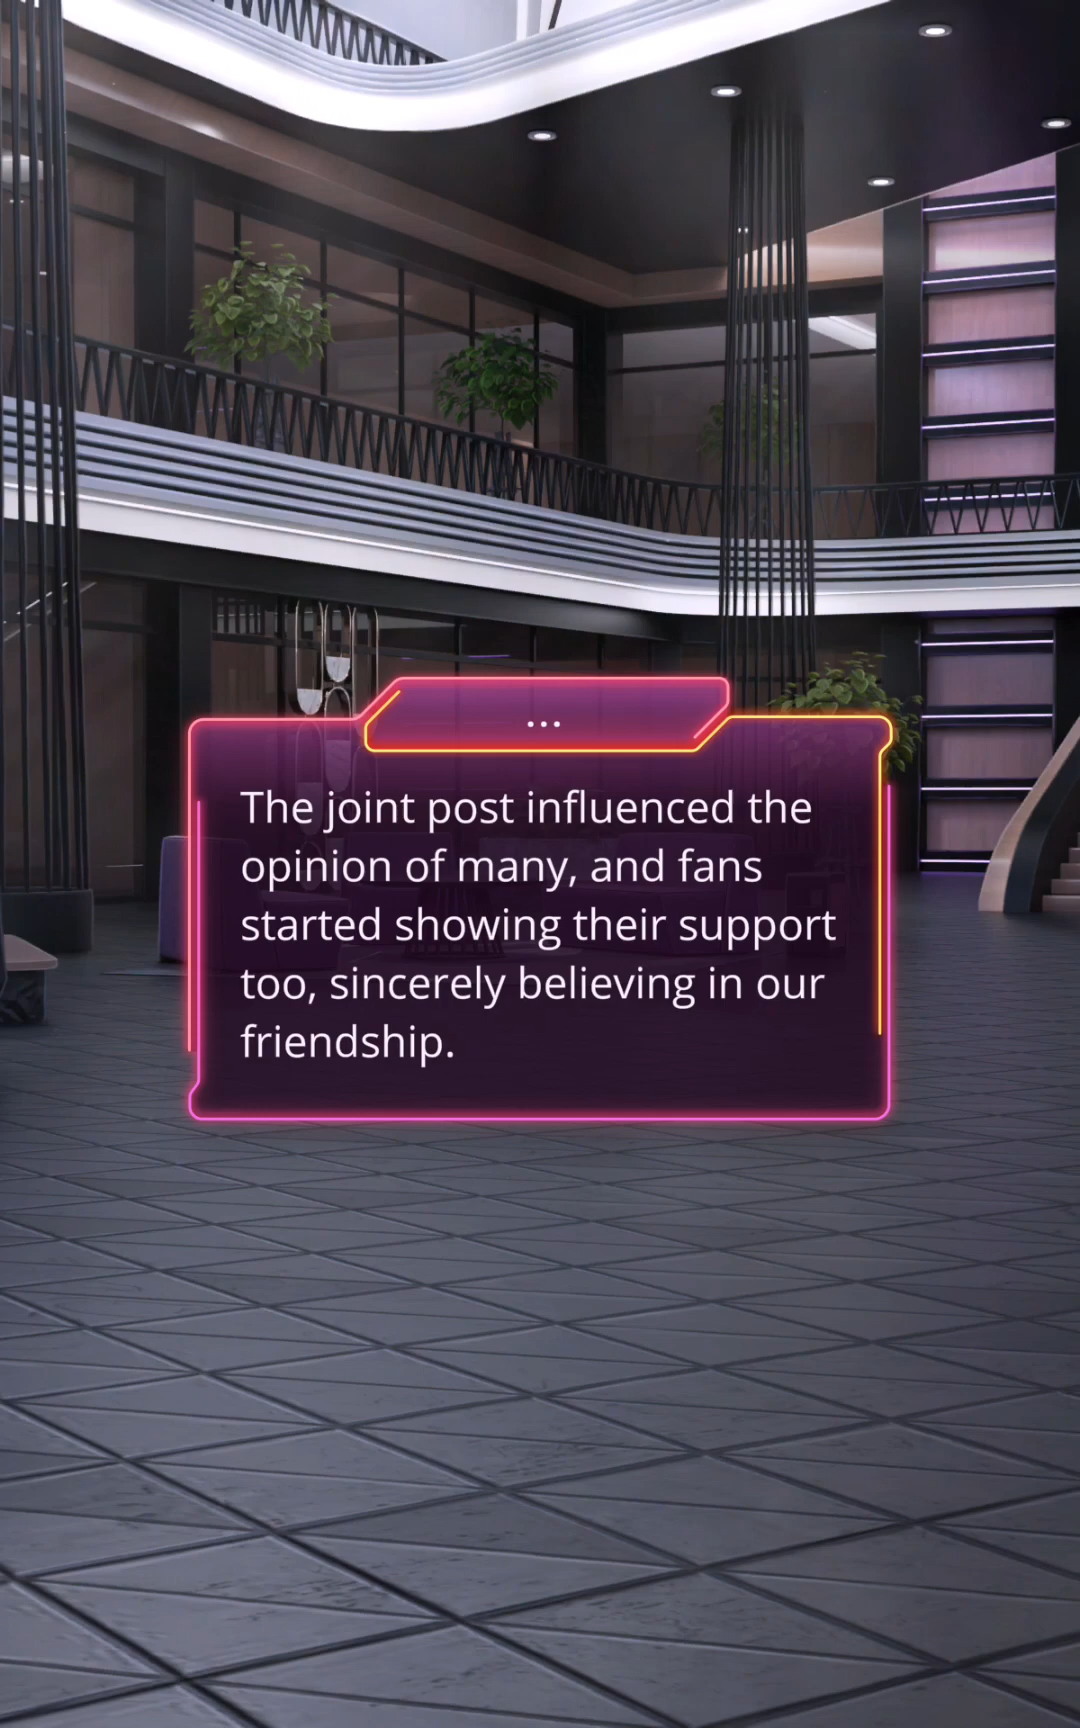 ...
The joint post influenced the
opinion of many, and fans
started showing their support
too, sincerely believing in our
friendship.